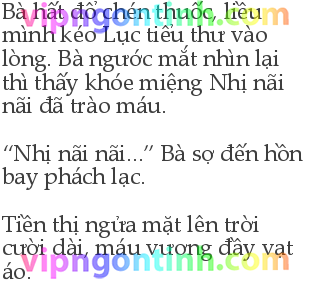 Bà hất đổ chén thuốc, liều
mình kéo Lục tiểu thư vào
lòng. Bà ngước mắt nhìn lại
thì thấy khóe miệng Nhị nãi
nãi đã trào máu.
“Nhị nãi nãi...” Bà sợ đến hồn
bay phách lạc.
Tiền thị ngửa mặt lên trời
cười dài, máu vương đầy vạt
áo.
vipngontinh.com
vipngontinh.com